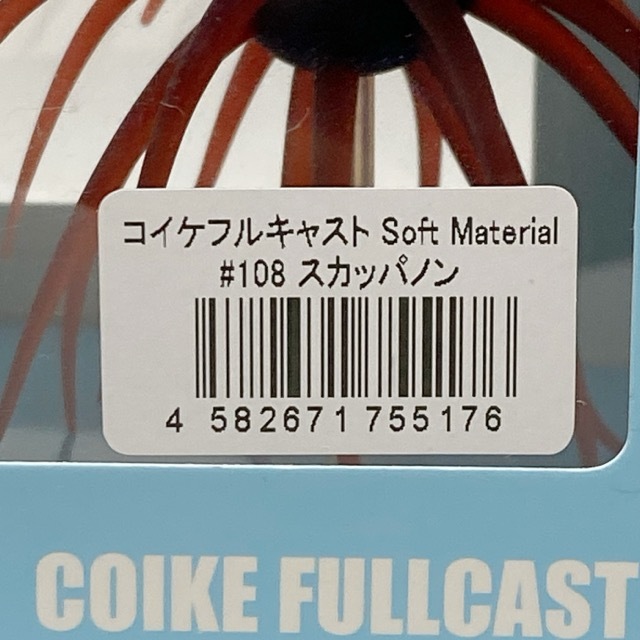 コイケフルキャスト Soft Material
#108 スカッパノン
4 582671 755176
COIKE FULLCAST